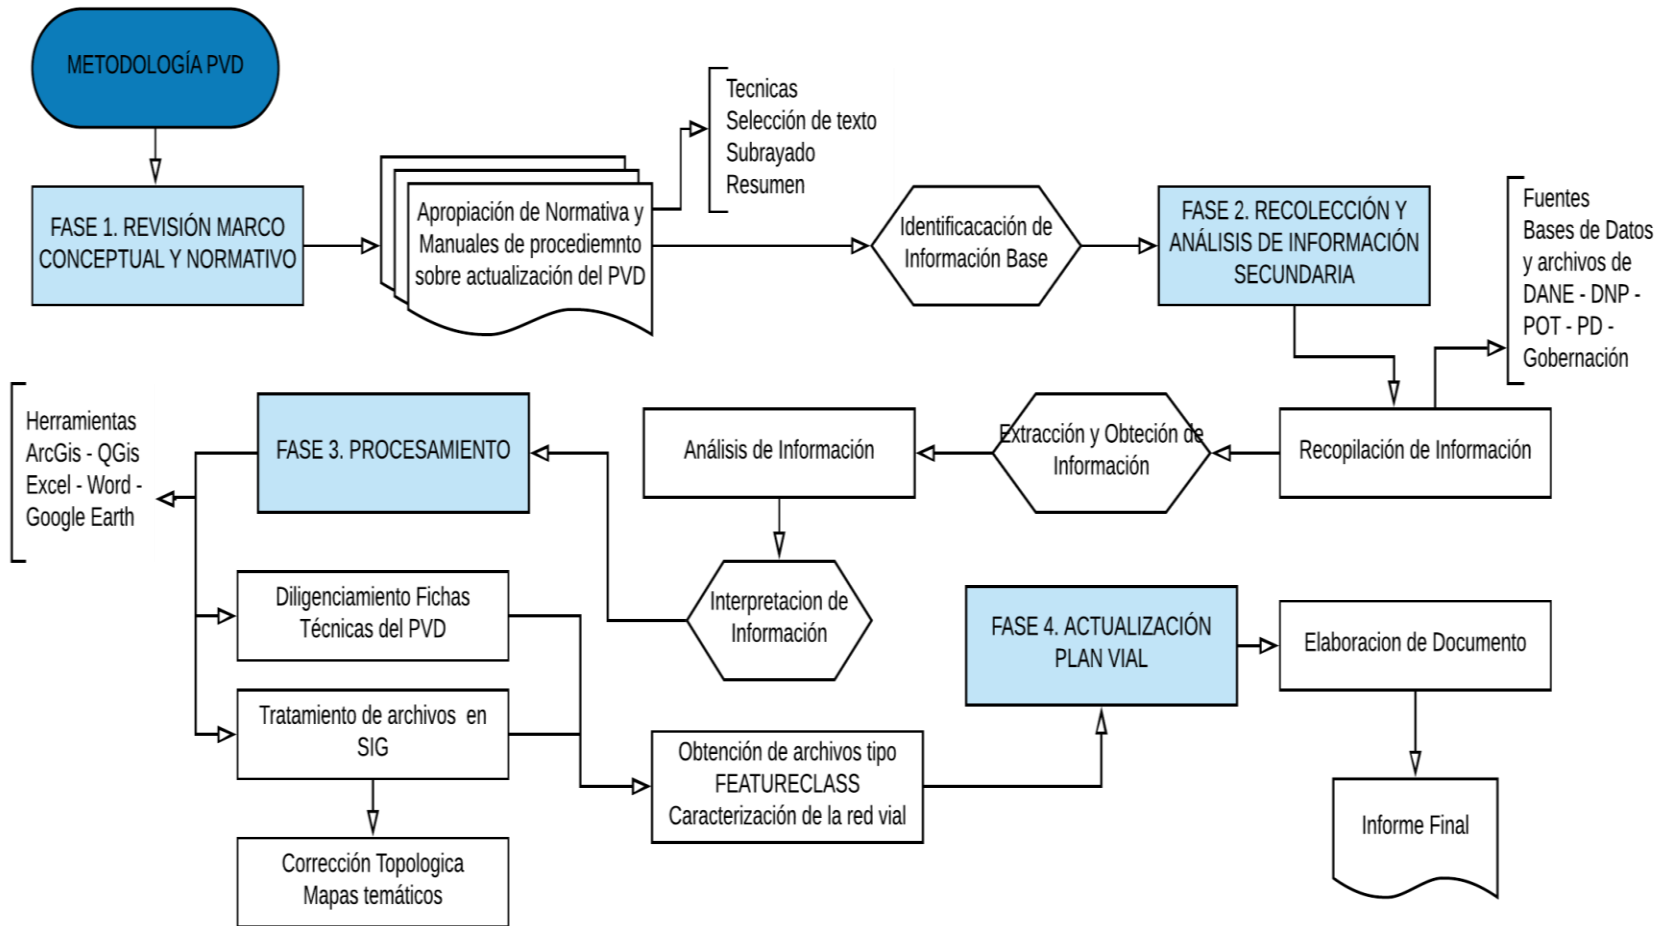 METODOLOGÍA PVD
FASE 1. REVISIÓN MARCO
CONCEPTUAL Y NORMATIVO
Apropiación de Normativa y
Manuales de procediemnto
sobre actualización del PVD
Tecnicas
Selección de texto
Subrayado
Resumen
Identificacación de
Información Base
FASE 2. RECOLECCIÓN Y
ANÁLISIS DE INFORMACIÓN
SECUNDARIA
Fuentes
Bases de Datos
y archivos de
DANE - DNP -
POT - PD -
Gobernación
Recopilación de Información
Extracción y Obteción de
Información
Análisis de Información
Interpretacion de
Información
FASE 3. PROCESAMIENTO
Herramientas
ArcGis - QGis
Excel - Word -
Google Earth
Diligenciamiento Fichas
Técnicas del PVD
Tratamiento de archivos en
SIG
Corrección Topologica
Mapas temáticos
Obtención de archivos tipo
FEATURECLASS
Caracterización de la red vial
FASE 4. ACTUALIZACIÓN
PLAN VIAL
Elaboracion de Documento
Informe Final